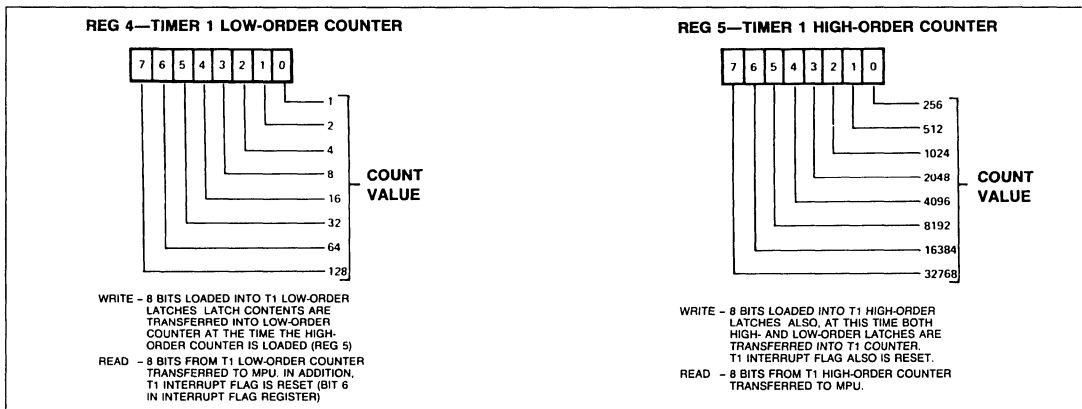 REG 4—TIMER 1 LOW-ORDER COUNTER
7 6 5 4 3 2 1 0
1
2
4
8
16
32
64
128
COUNT
VALUE
WRITE – 8 BITS LOADED INTO T1 LOW-ORDER
LATCHES LATCH CONTENTS ARE
TRANSFERRED INTO LOW-ORDER
COUNTER AT THE TIME THE HIGH-
ORDER COUNTER IS LOADED (REG 5)
READ – 8 BITS FROM T1 LOW-ORDER COUNTER
TRANSFERRED TO MPU. IN ADDITION,
T1 INTERRUPT FLAG IS RESET (BIT 6
IN INTERRUPT FLAG REGISTER)
REG 5—TIMER 1 HIGH-ORDER COUNTER
7 6 5 4 3 2 1 0
256
512
1024
2048
4096
8192
16384
32768
COUNT
VALUE
WRITE – 8 BITS LOADED INTO T1 HIGH-ORDER
LATCHES ALSO, AT THIS TIME BOTH
HIGH- AND LOW-ORDER LATCHES ARE
TRANSFERRED INTO T1 COUNTER.
T1 INTERRUPT FLAG ALSO IS RESET.
READ – 8 BITS FROM T1 HIGH-ORDER COUNTER
TRANSFERRED TO MPU.